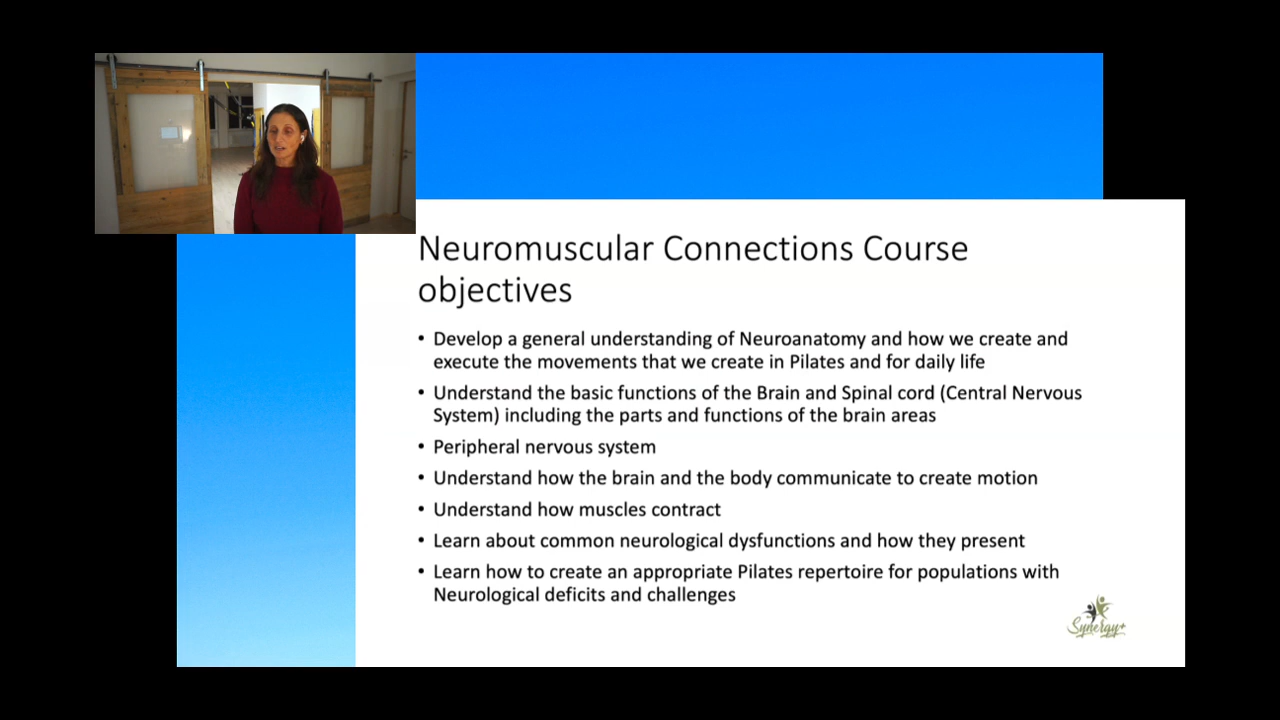 Neuromuscular Connections Course
objectives
• Develop a general understanding of Neuroanatomy and how we create and
execute the movements that we create in Pilates and for daily life
• Understand the basic functions of the Brain and Spinal cord (Central Nervous
System) including the parts and functions of the brain areas
• Peripheral nervous system
• Understand how the brain and the body communicate to create motion
• Understand how muscles contract
• Learn about common neurological dysfunctions and how they present
• Learn how to create an appropriate Pilates repertoire for populations with
Neurological deficits and challenges
Synergy+